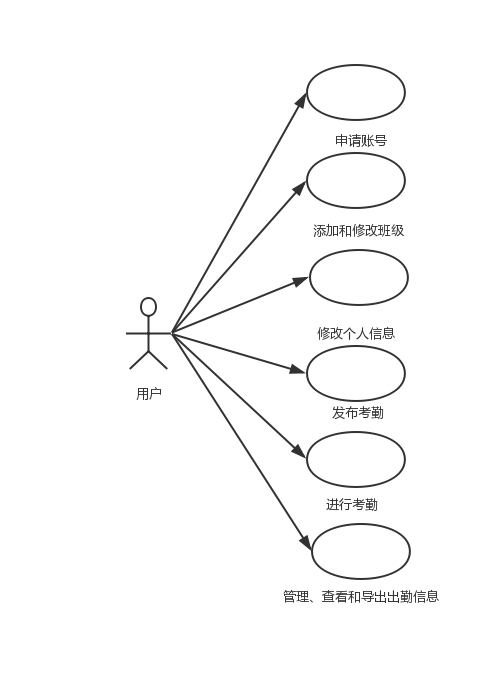 申请账号
添加和修改班级
修改个人信息
用户
发布考勤
进行考勤
管理、查看和导出出勤信息